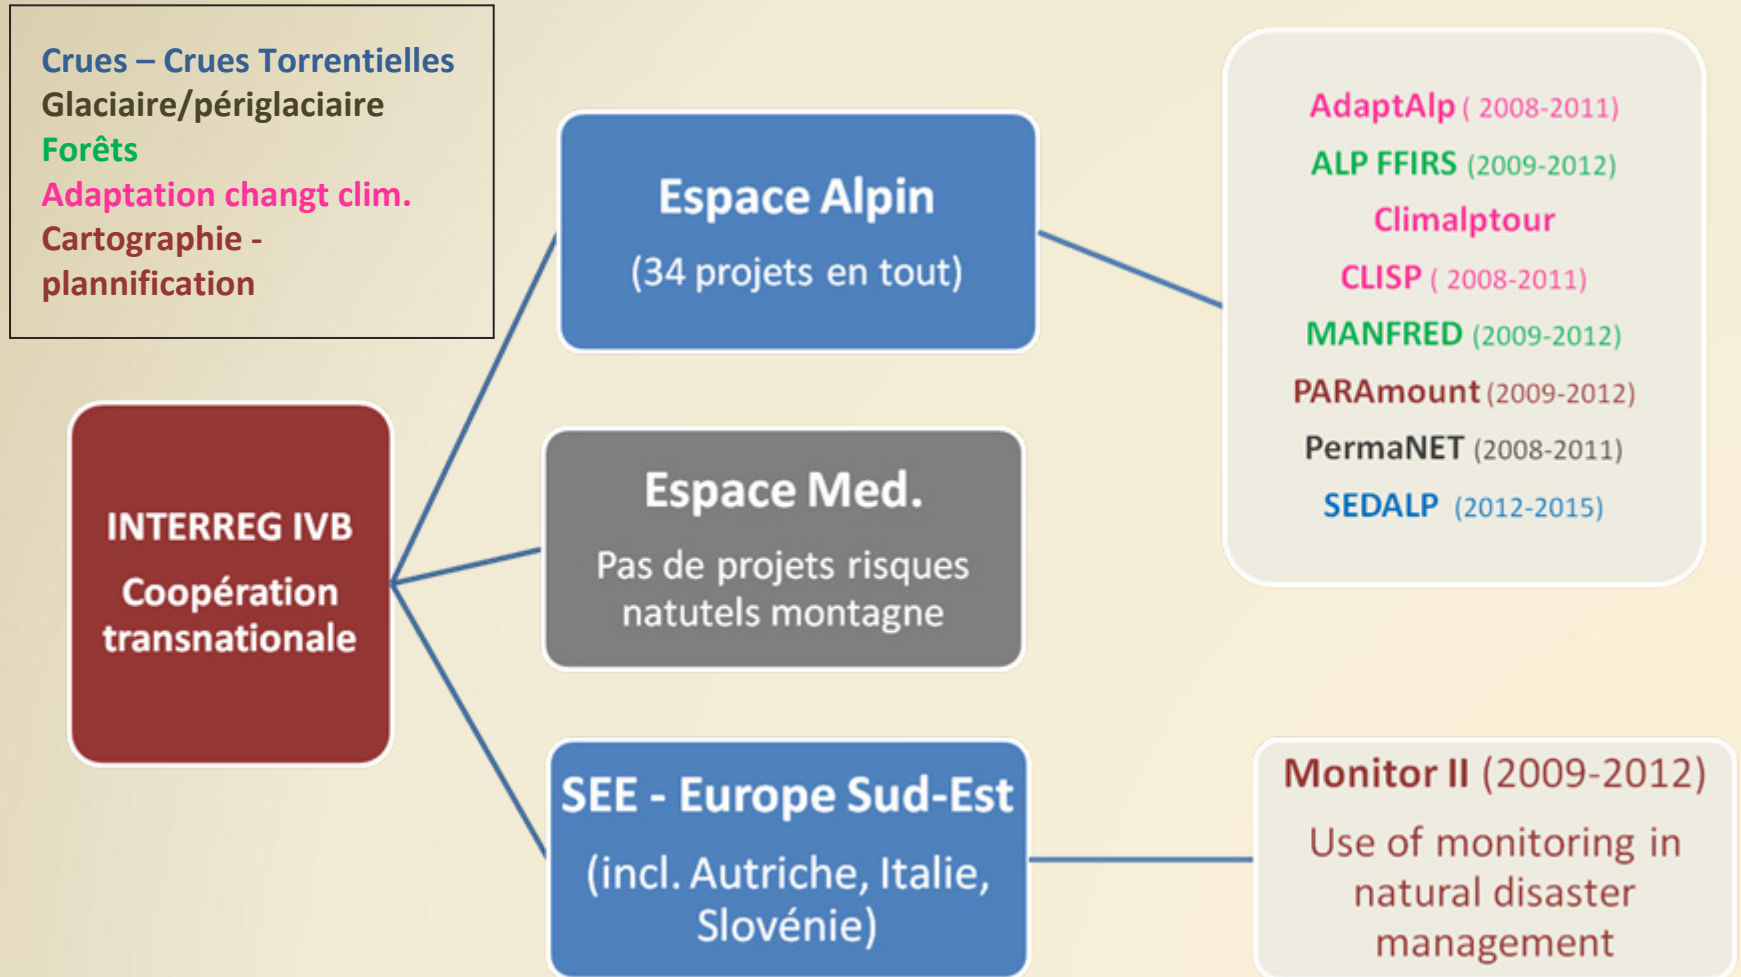 Crues – Crues Torrentielles
Glaciaire/périglaciaire
Forêts
Adaptation changt clim.
Cartographie -
plannification
INTERREG IVB
Coopération
transnationale
Espace Alpin
(34 projets en tout)
Espace Med.
Pas de projets risques
natutels montagne
SEE - Europe Sud-Est
(incl. Autriche, Italie,
Slovénie)
AdaptAlp ( 2008-2011)
ALP FFIRS (2009-2012)
Climalptour
CLISP ( 2008-2011)
MANFRED (2009-2012)
PARAmount (2009-2012)
PermaNET (2008-2011)
SEDALP (2012-2015)
Monitor II (2009-2012)
Use of monitoring in
natural disaster
management